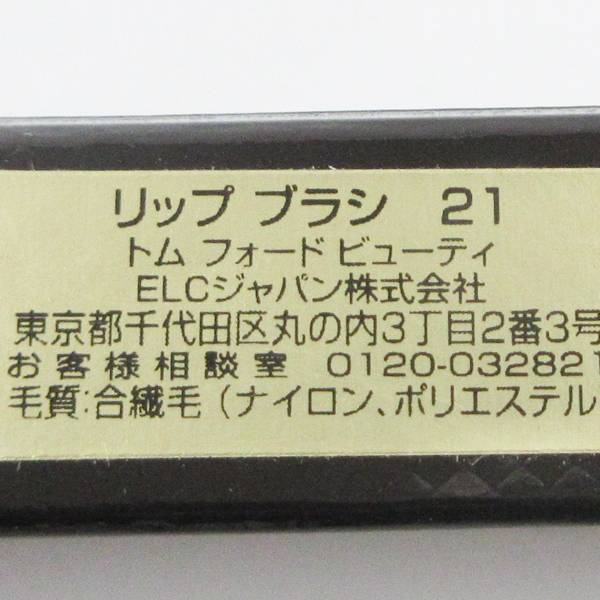 リップ ブラシ 21
トム フォード ビューティ
ELCジャパン株式会社
東京都千代田区丸の内3丁目2番3号
お客様相談室 0120-032821
毛質:合繊毛(ナイロン、ポリエステル